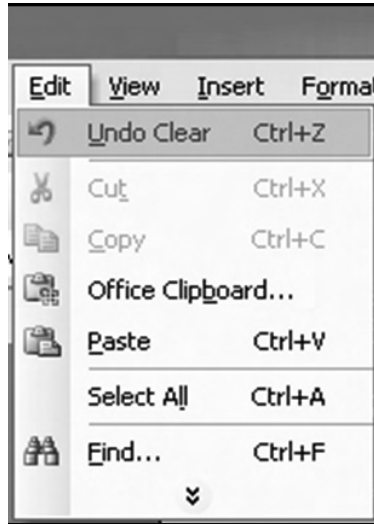 Edit View Insert Forma
Undo Clear Ctrl+Z
Cut Ctrl+X
Copy Ctrl+C
Office Clipboard...
Paste Ctrl+V
Select All Ctrl+A
Find... Ctrl+F